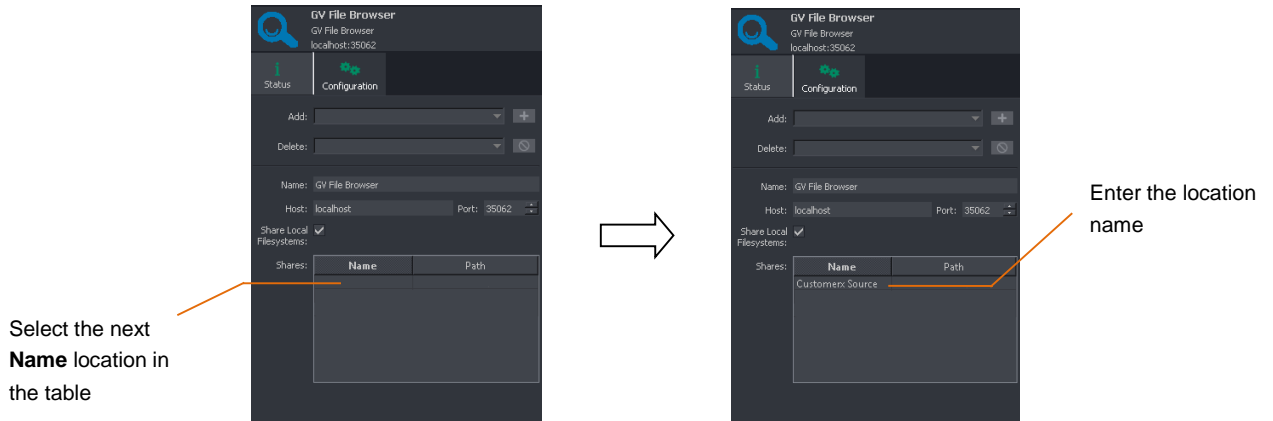 GV File Browser
GV File Browser
localhost:35062
Status
Configuration
Add:
Delete:
Name: GV File Browser
Host: localhost Port: 35062
Share Local
Filesystems:
Shares: Name Path
Select the next
Name location in
the table
GV File Browser
GV File Browser
localhost:35062
Status
Configuration
Add:
Delete:
Name: GV File Browser
Host: localhost Port: 35062
Share Local
Filesystems:
Shares: Name Path
Customerx Source
Enter the location
name